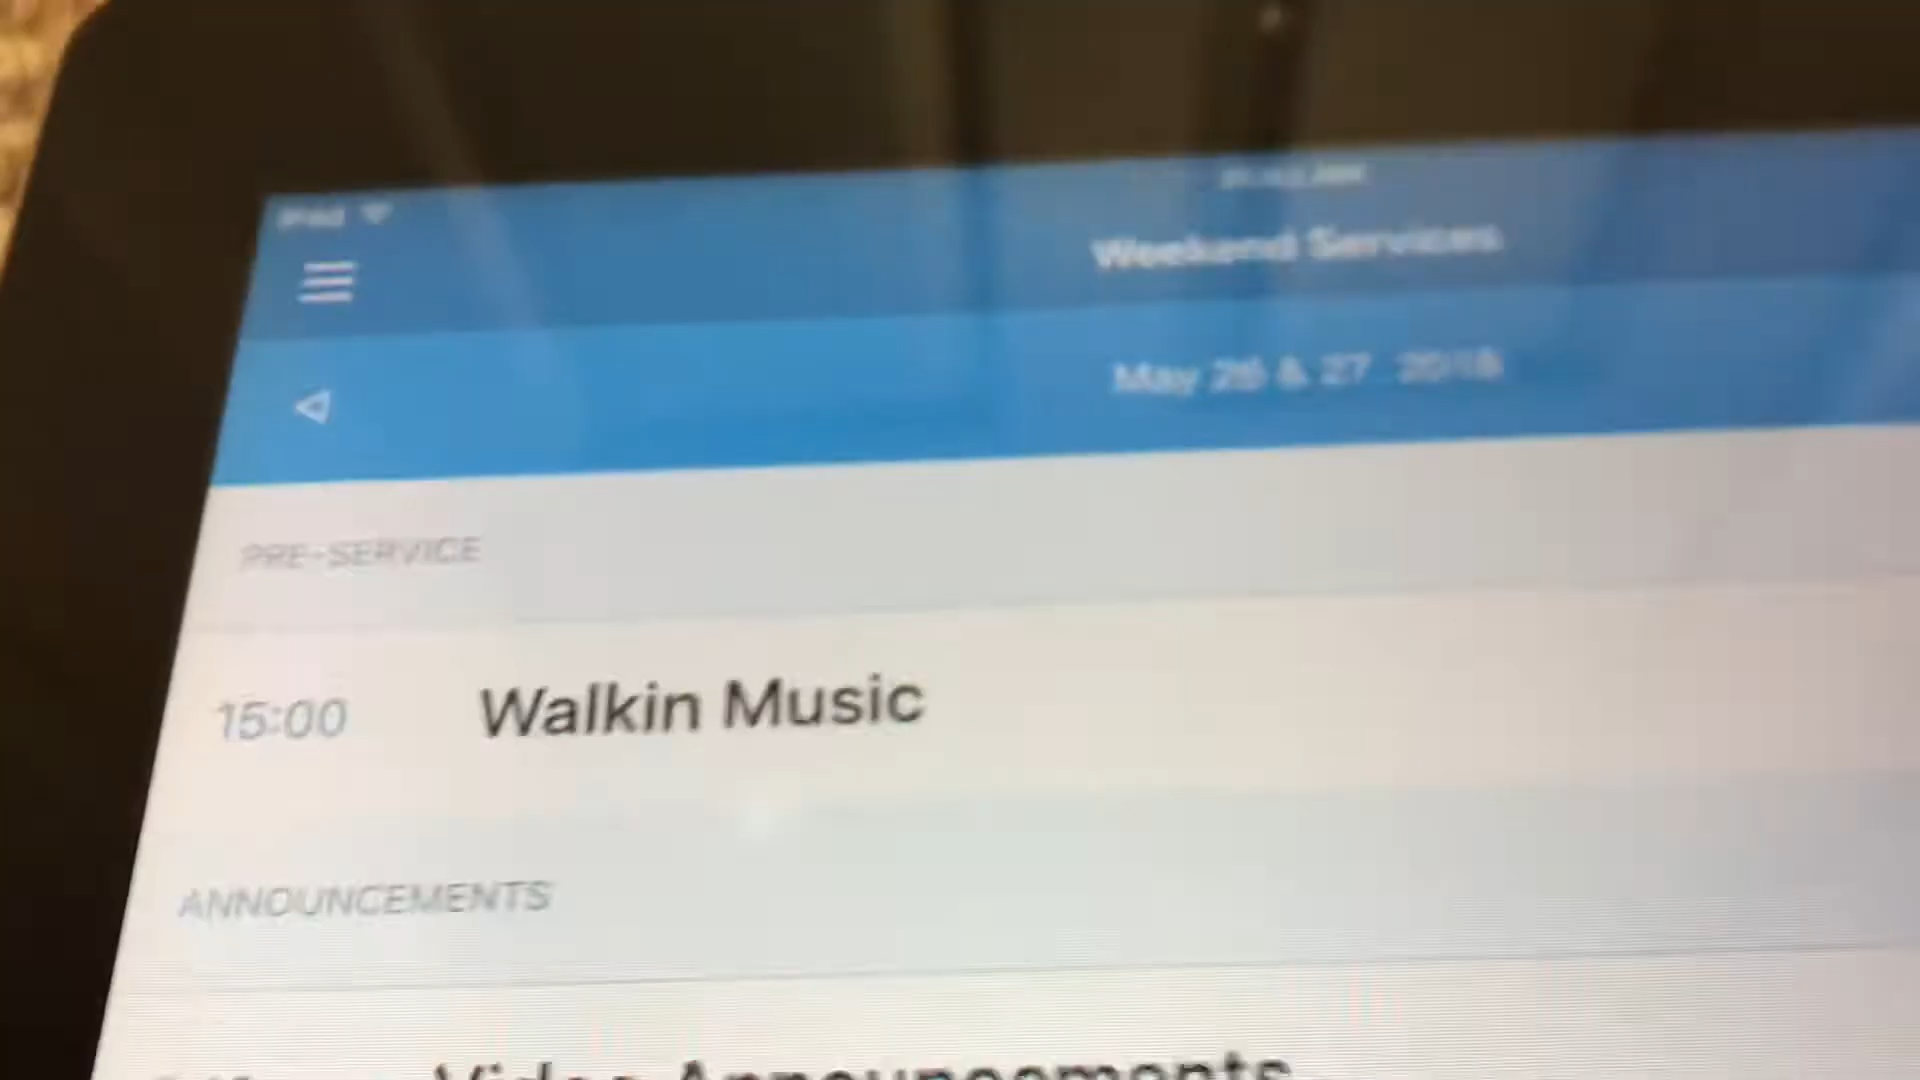 iPad
Weekend Services
May 26 & 27, 2018
PRE-SERVICE
15:00 Walkin Music
ANNOUNCEMENTS
Video Announcements